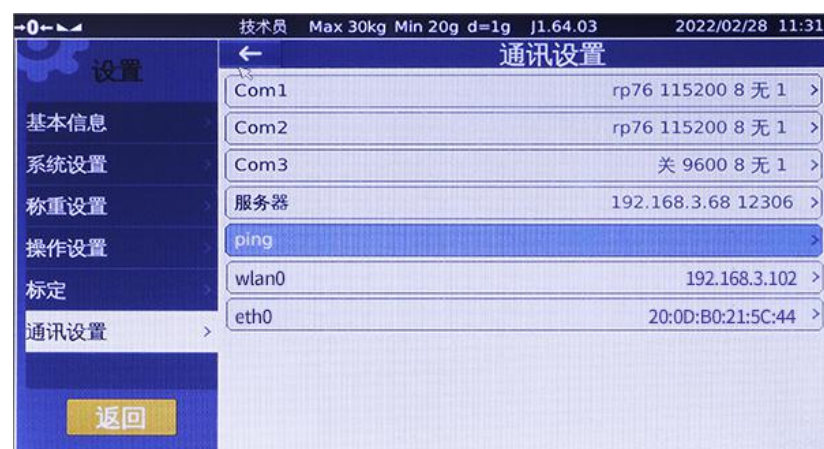 →0← 技术员 Max 30kg Min 20g d=1g J1.64.03 2022/02/28 11:31
设置
← 通讯设置
Com1 rp76 115200 8 无 1 >
基本信息 >
Com2 rp76 115200 8 无 1 >
系统设置 >
Com3 关 9600 8 无 1 >
称重设置 >
服务器 192.168.3.68 12306 >
操作设置 >
ping >
标定 >
wlan0 192.168.3.102 >
通讯设置 >
eth0 20:0D:B0:21:5C:44 >
返回